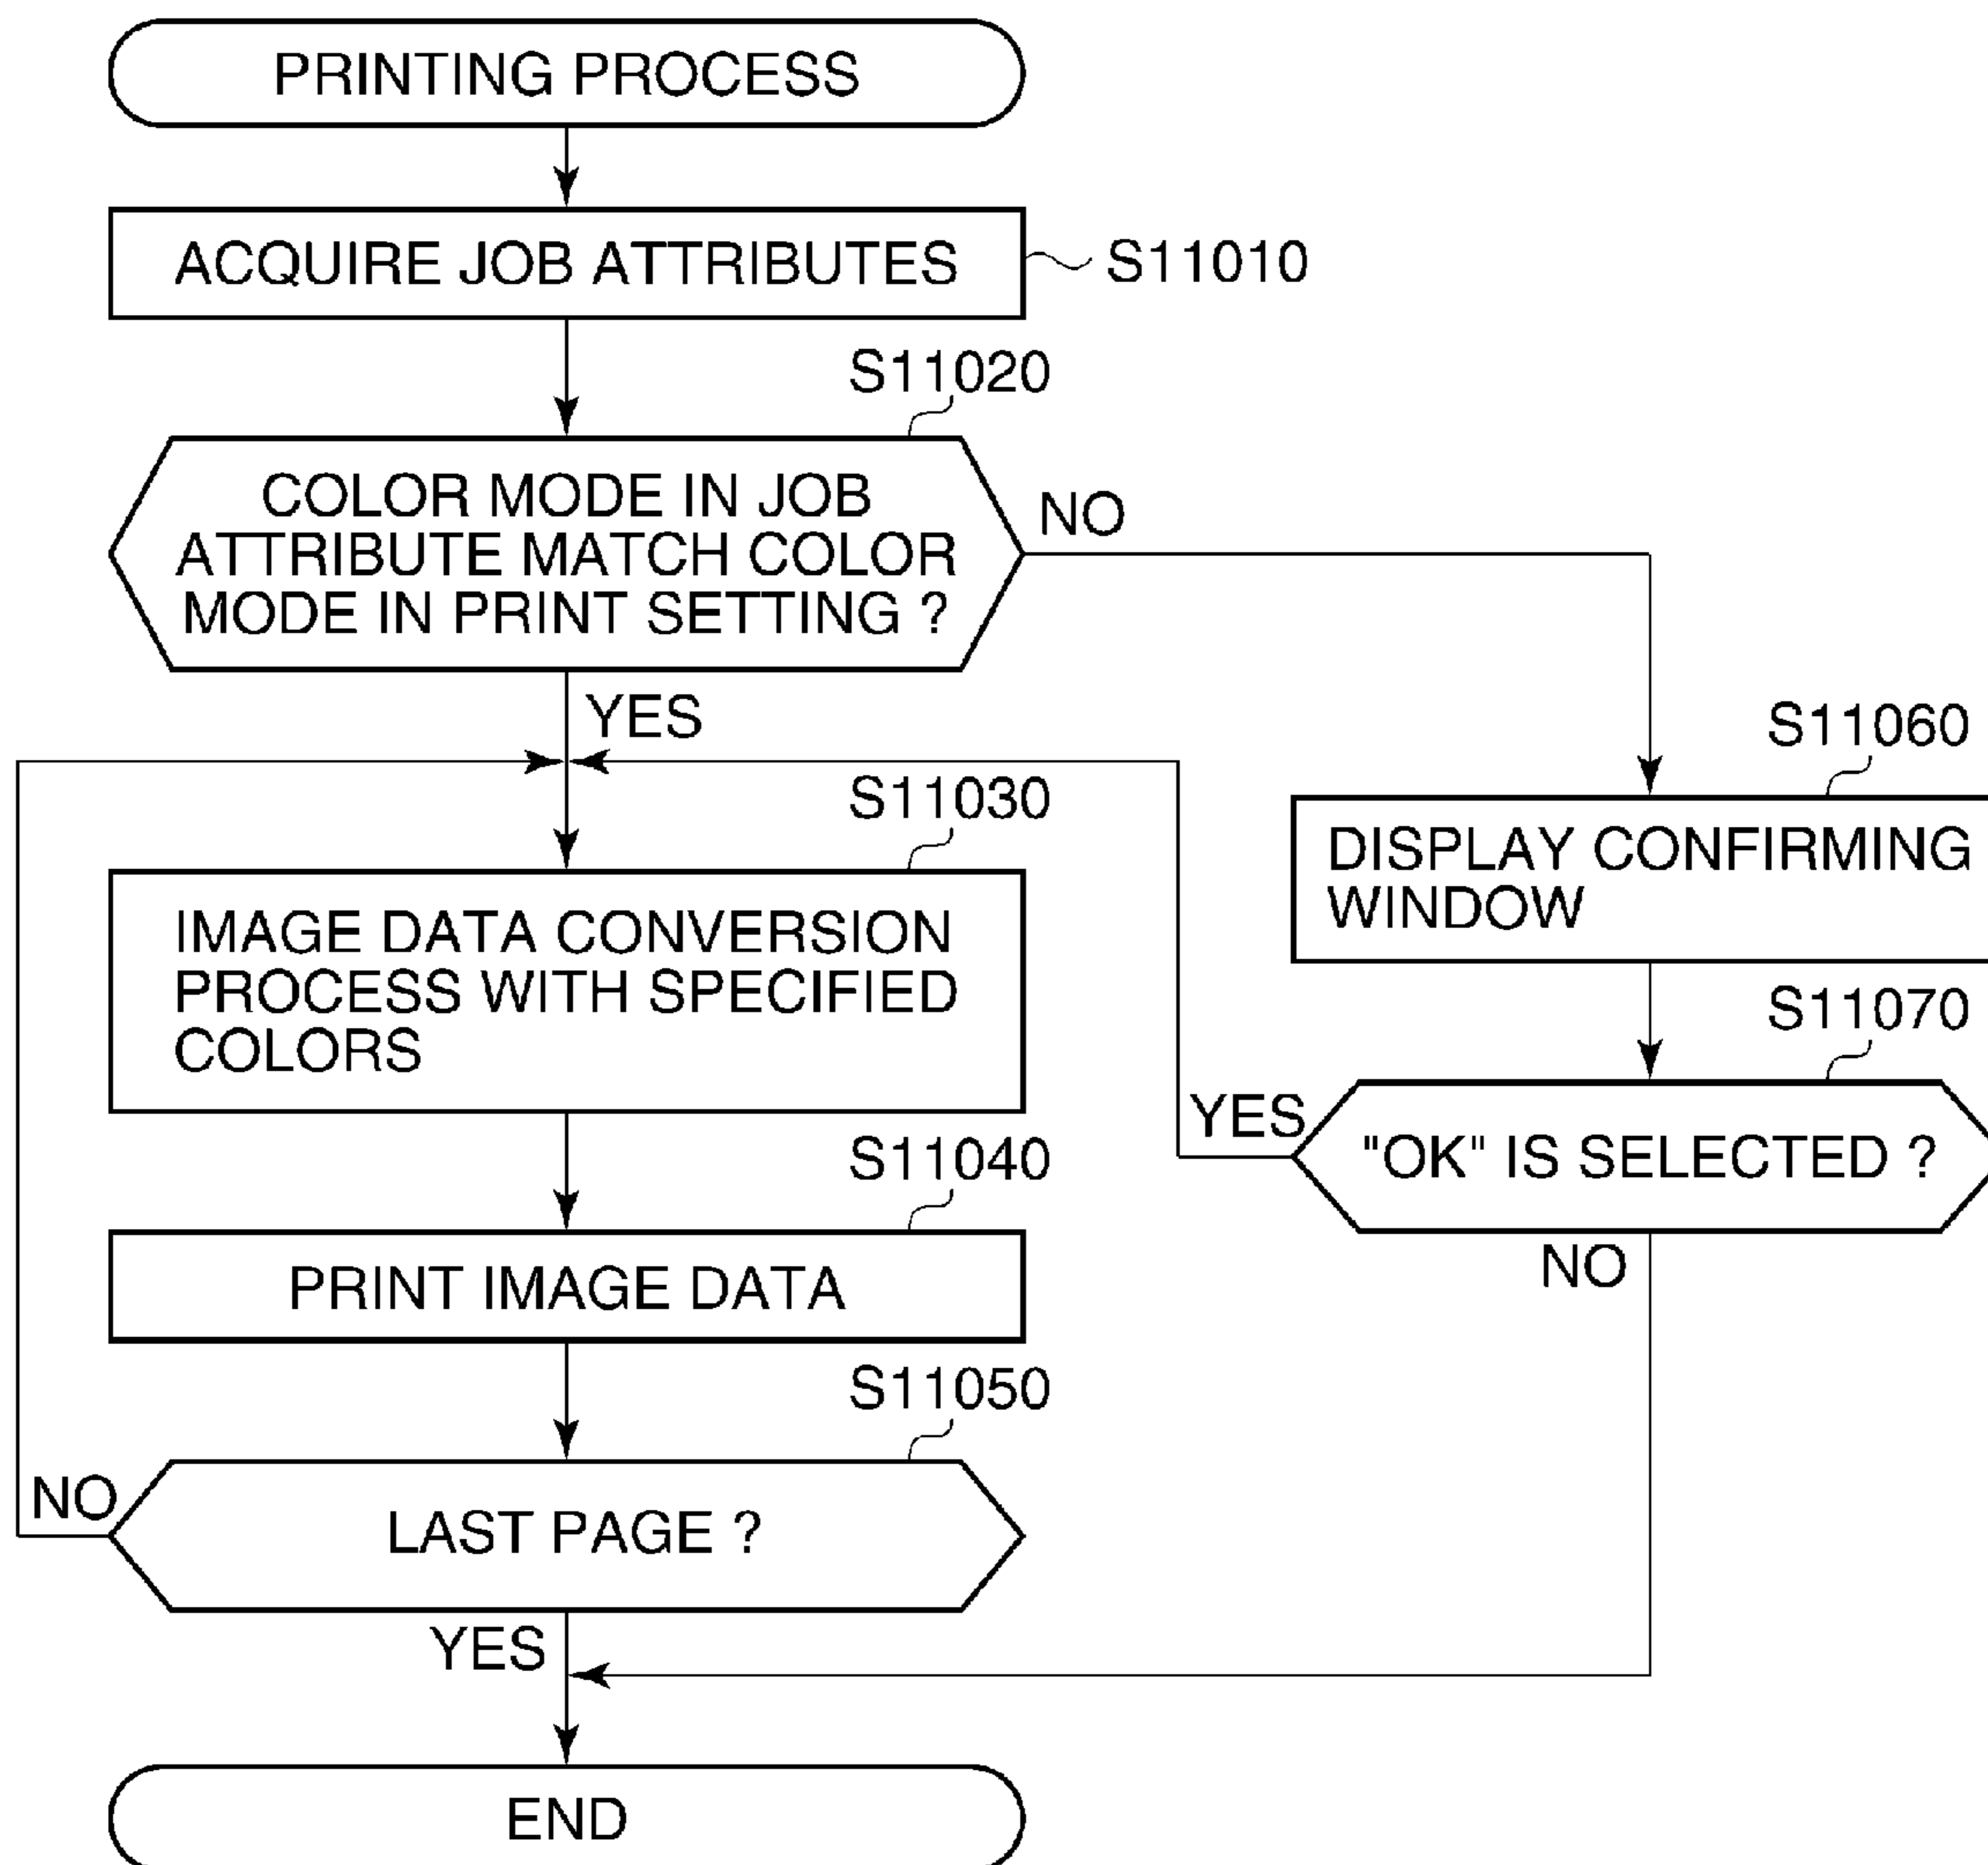 PRINTING PROCESS
ACQUIRE JOB ATTRIBUTES
S11010
S11020
COLOR MODE IN JOB
ATTRIBUTE MATCH COLOR
MODE IN PRINT SETTING ?
NO
YES
S11060
DISPLAY CONFIRMING
WINDOW
S11030
IMAGE DATA CONVERSION
PROCESS WITH SPECIFIED
COLORS
S11070
"OK" IS SELECTED ?
YES
NO
S11040
PRINT IMAGE DATA
S11050
LAST PAGE ?
NO
YES
END